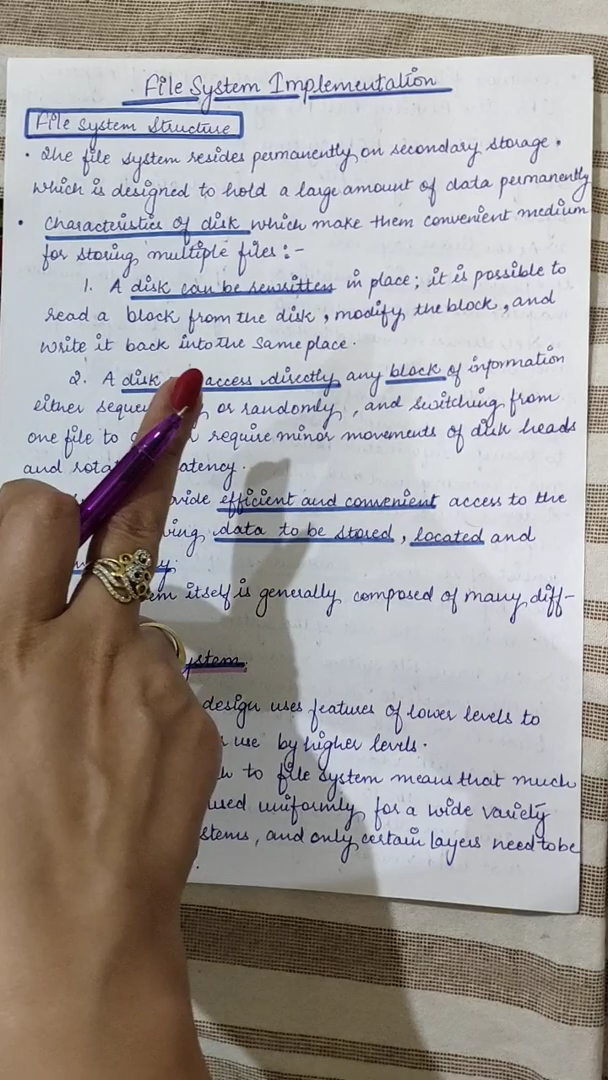 File System Implementation
File System Structure
• The file system resides permanently on secondary storage.
which is designed to hold a large amount of data permanently
• characteristics of disk which make them convenient medium
for storing multiple files :-
1. A disk can be rewritten in place; it is possible to
read a block from the disk, modify the block, and
write it back into the same place.
2. A disk access directly any block of information
either or randomly, and switching from
one file to require minor movements of disk heads
and latency.
efficient and convenient access to the
data to be stored, located and
itself is generally composed of many diff-
design uses features of lower levels to
use by higher levels.
to file system means that much
used uniformly for a wide variety
and only certain layers need to be